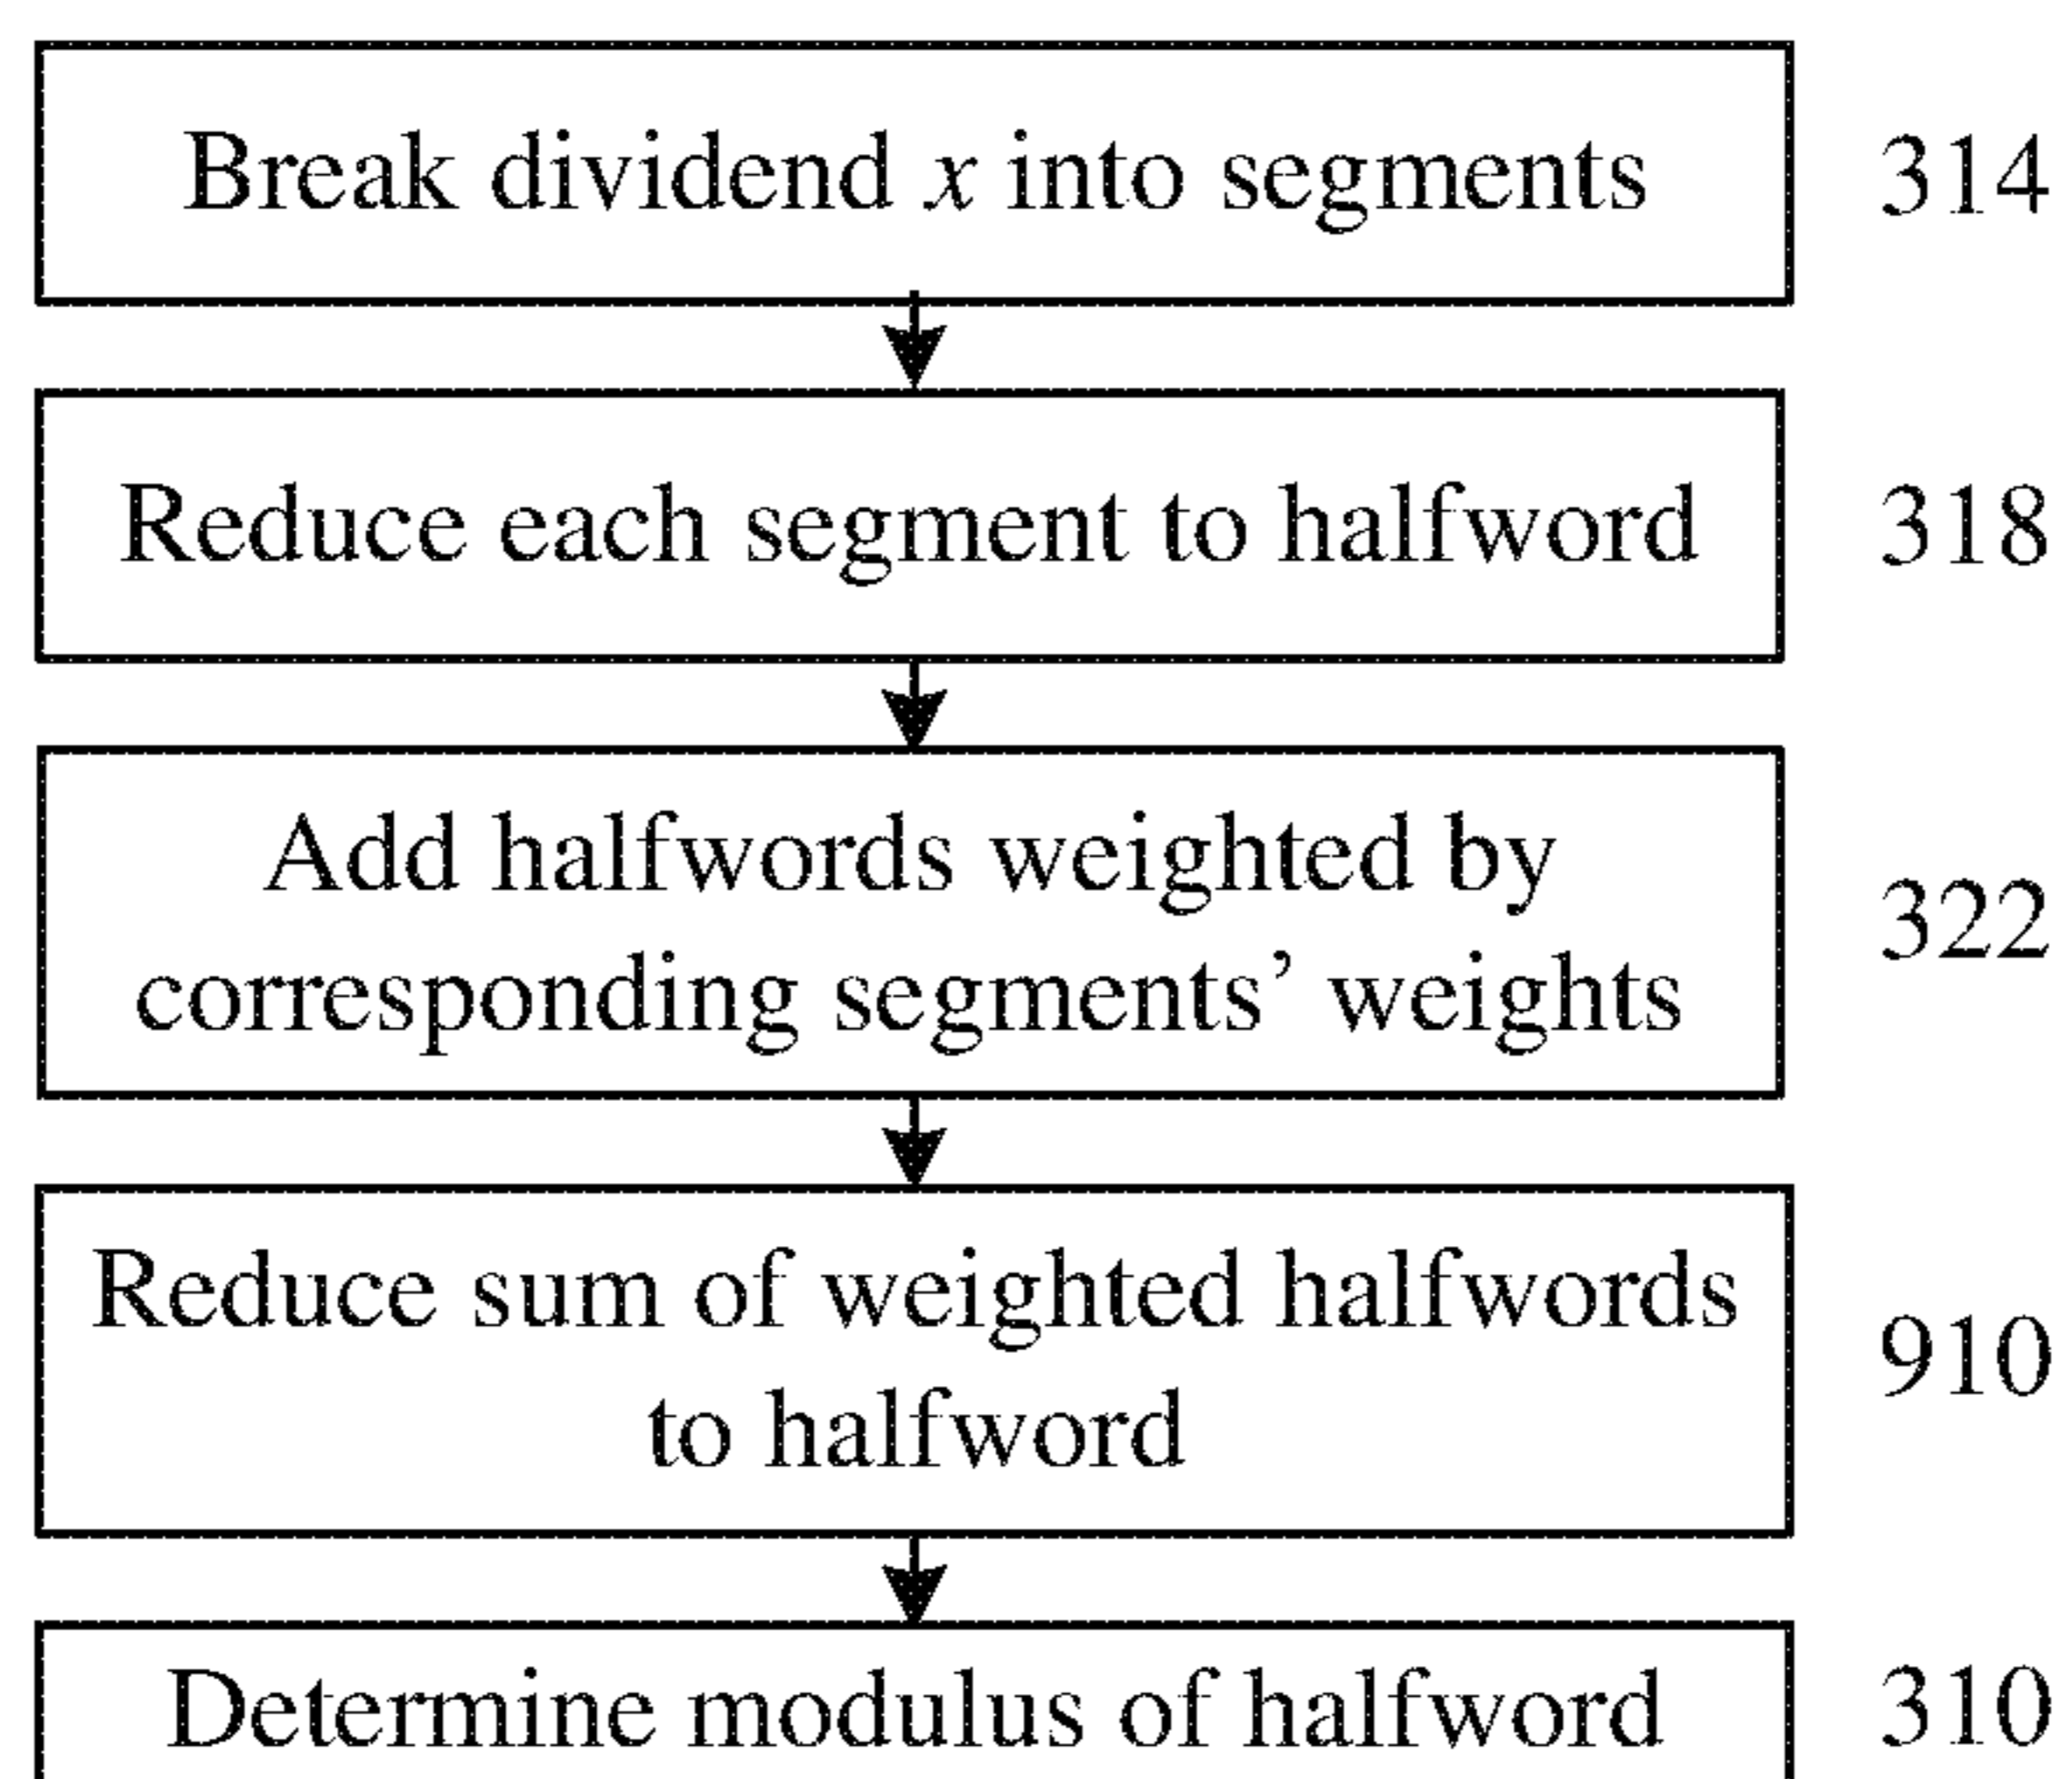 Break dividend x into segments 314
Reduce each segment to halfword 318
Add halfwords weighted by
corresponding segments’ weights 322
Reduce sum of weighted halfwords
to halfword 910
Determine modulus of halfword 310